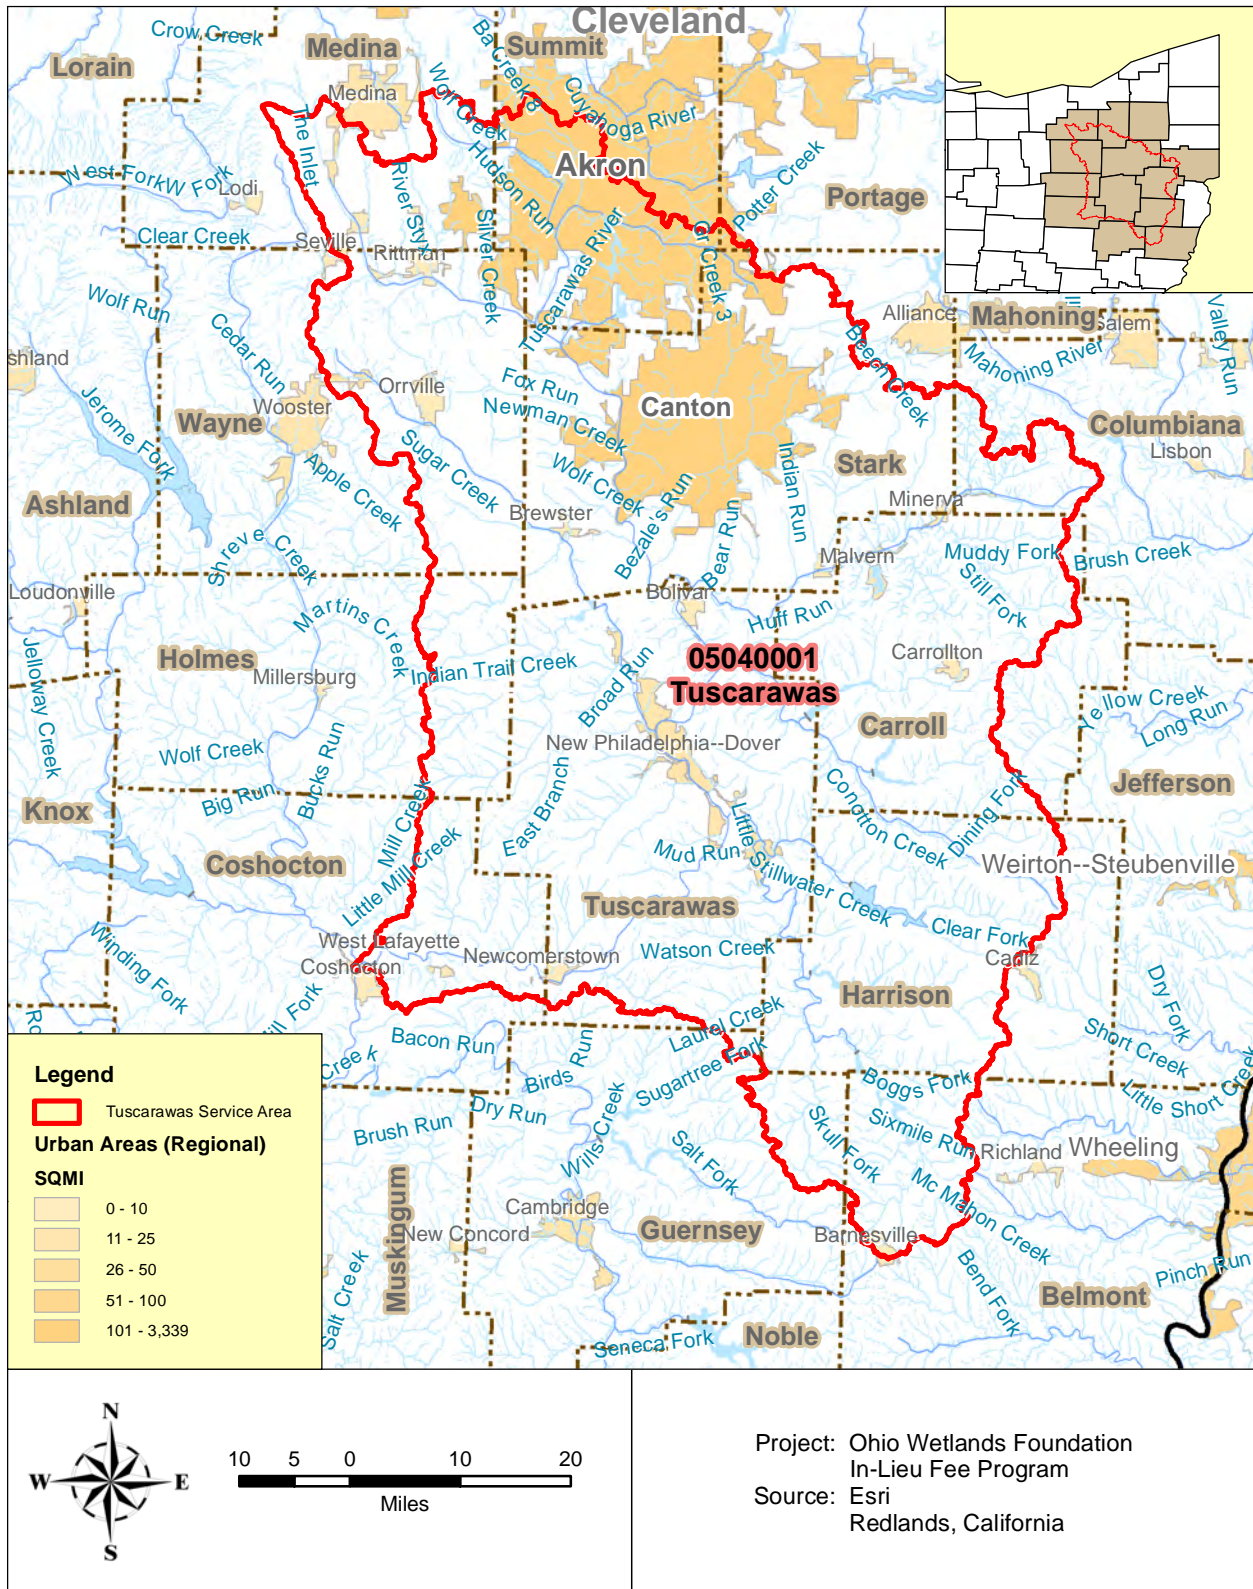 Cleveland
Crow Creek
Medina
Summit
Lorain
Medina
Wolf Creek
Cuyahoga River
The Inlet
Akron
Hudson Run
Potter Creek
Portage
West Fork
W Fork
Lodi
River Styx
Silver Creek
Tuscarawas River
Clear Creek
Seville
Rittman
Wolf Run
Cedar Run
Alliance
Mahoning
Salem
Valley Run
Mahoning River
Beech Creek
shland
Jerome Fork
Orrville
Fox Run
Wooster
Newman Creek
Canton
Wayne
Columbiana
Lisbon
Sugar Creek
Wolf Creek
Indian Run
Stark
Apple Creek
Ashland
Brewster
Bezale's Run
Bear Run
Minerva
Shreve Creek
Malvern
Muddy Fork
Brush Creek
Still Fork
Loudonville
Bolivar
Martins Creek
Huff Run
Jelloway Creek
Holmes
Millersburg
Indian Trail Creek
05040001
Tuscarawas
Carrollton
Broad Run
Yellow Creek
Long Run
Carroll
Wolf Creek
Bucks Run
New Philadelphia--Dover
Big Run
East Branch
Conotton Creek
Dining Fork
Jefferson
Knox
Mill Creek
Little Mill Creek
Coshocton
Mud Run
Little Stillwater Creek
Weirton--Steubenville
Tuscarawas
Clear Fork
Winding Fork
West Lafayette
Coshocton
Newcomerstown
Watson Creek
Cadiz
Harrison
Dry Fork
Bacon Run
Laurel Creek
Short Creek
Birds Run
Sugartree Fork
Boggs Fork
Little Short Creek
Creek
Dry Run
Brush Run
Wills Creek
Skull Fork
Sixmile Run
Richland
Wheeling
Salt Fork
Mc Mahon Creek
Muskingum
Cambridge
New Concord
Guernsey
Barnesville
Bend Fork
Belmont
Pinch Run
Salt Creek
Seneca Fork
Noble
Legend
Tuscarawas Service Area
Urban Areas (Regional)
SQMI
0 - 10
11 - 25
26 - 50
51 - 100
101 - 3,339
N
W
E
S
10 5 0 10 20
Miles
Project: Ohio Wetlands Foundation
In-Lieu Fee Program
Source: Esri
Redlands, California